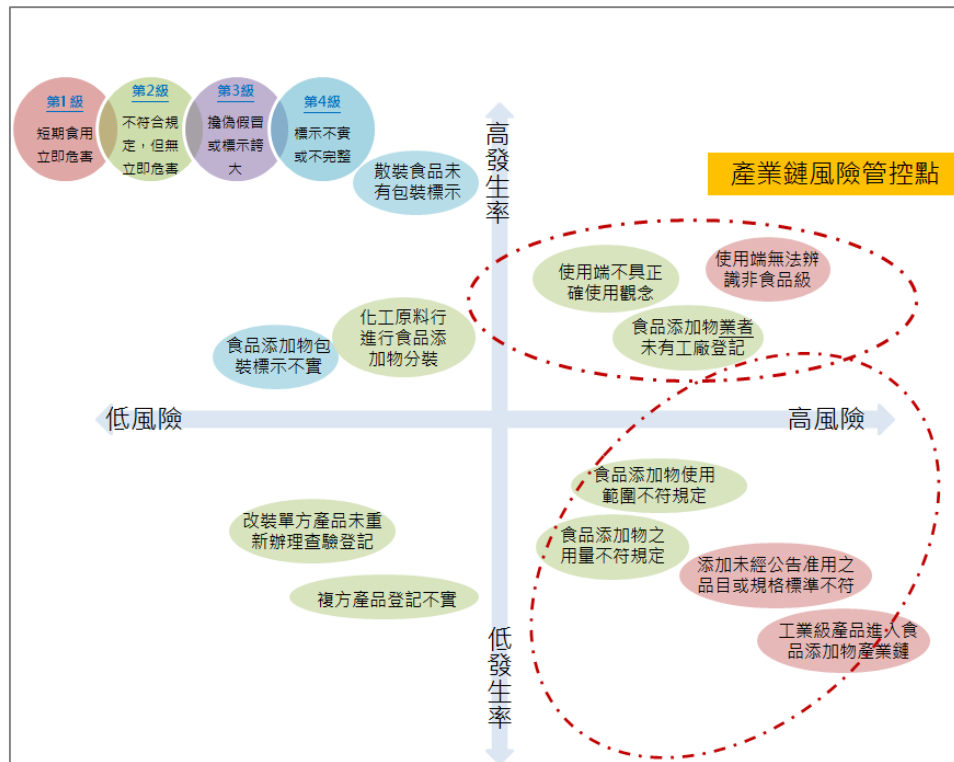 第1級
短期食用
立即危害
第2級
不符合規
定，但無
立即危害
第3級
攙偽假冒
或標示誇
大
第4級
標示不實
或不完整
散裝食品未
有包裝標示
高發生率
產業鏈風險管控點
使用端不具正
確使用觀念
使用端無法辨
識非食品級
食品添加物業者
未有工廠登記
化工原料行
進行食品添
加物分裝
食品添加物包
裝標示不實
低風險
高風險
食品添加物使用
範圍不符規定
食品添加物之
用量不符規定
改裝單方產品未重
新辦理查驗登記
添加未經公告准用之
品目或規格標準不符
複方產品登記不實
工業級產品進入食
品添加物產業鏈
低發生率